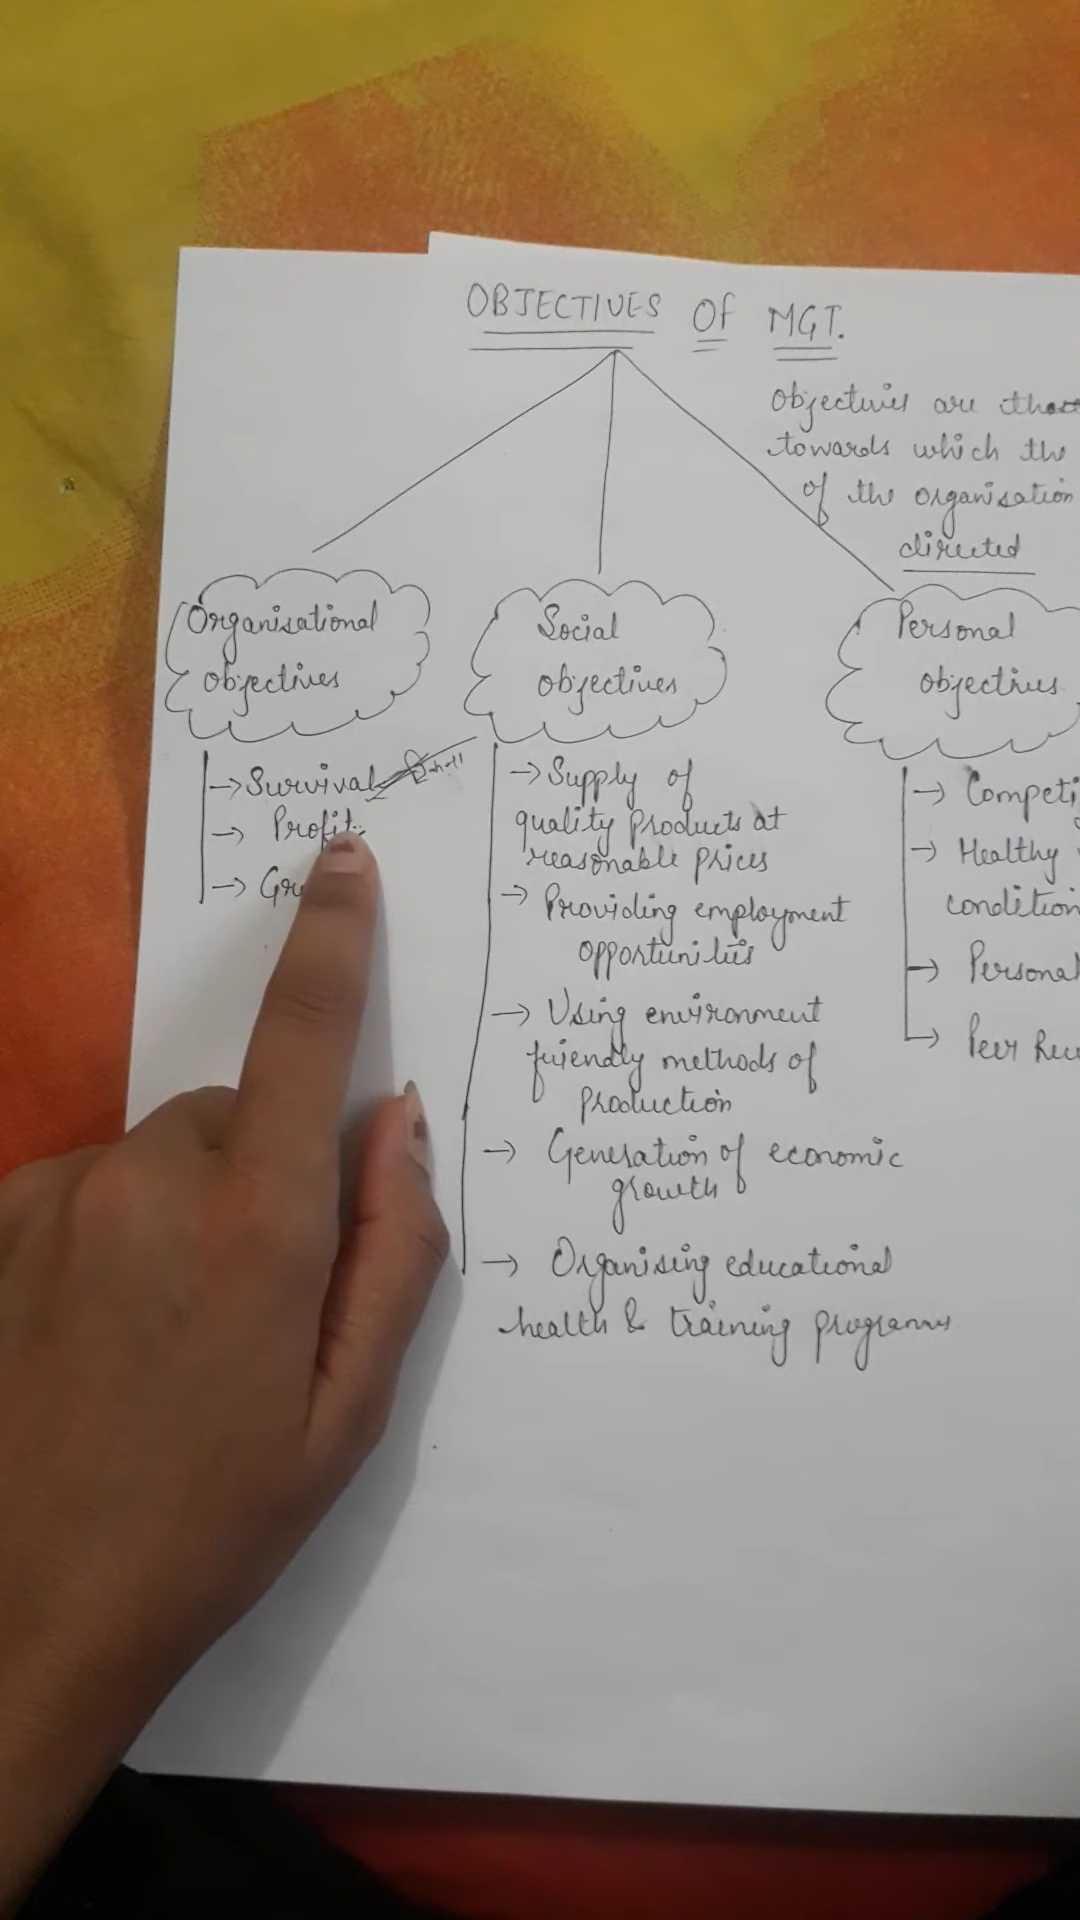 OBJECTIVES OF MGT.
Objectives are
towards which the
of the organisation
directed
Organisational
objectives
→ Survival
→ Profit
→
Social
objectives
→ Supply of
quality products at
reasonable prices
→ Providing employment
opportunities
→ Using environment
friendly methods of
production
→ Generation of economic
growth
→ Organising educational
health & training programs
Personal
objectives
→
→ Healthy
condition
→ Personal
→ Peer